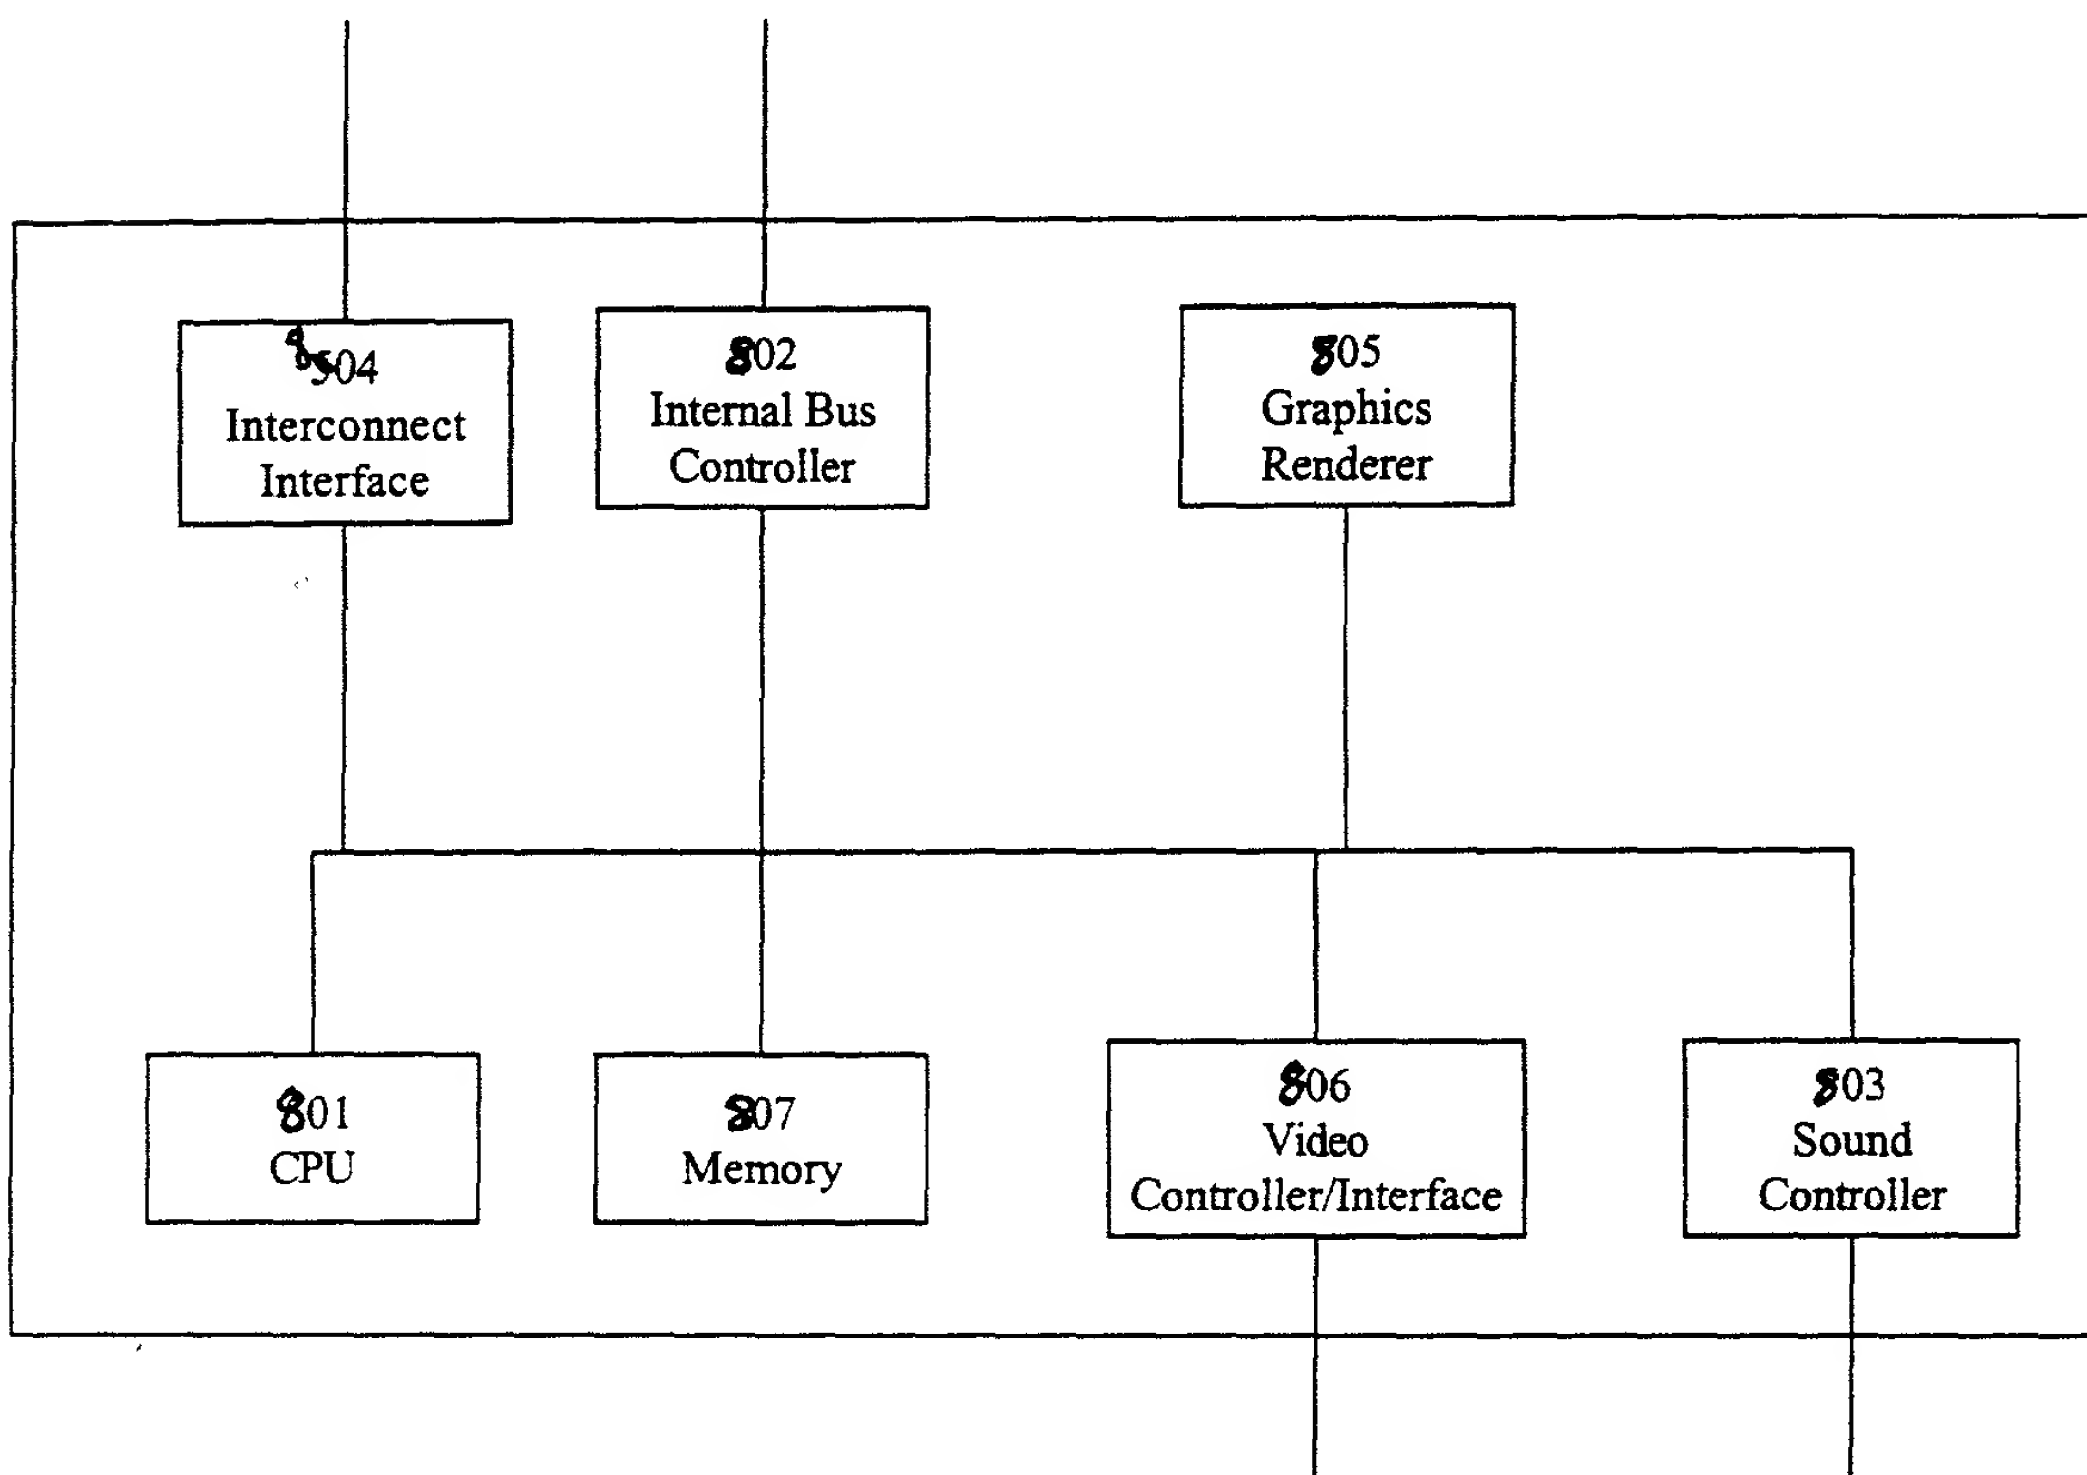 804
Interconnect
Interface
802
Internal Bus
Controller
805
Graphics
Renderer
801
CPU
807
Memory
806
Video
Controller/Interface
803
Sound
Controller